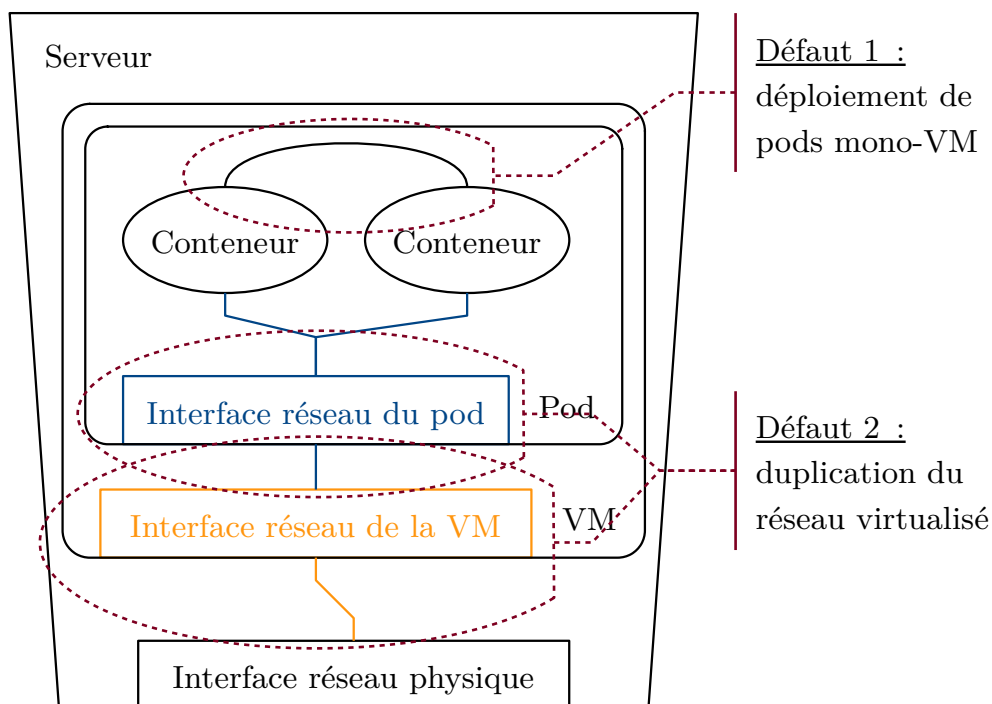 Serveur
Défaut 1 :
déploiement de
pods mono-VM
Conteneur
Conteneur
Interface réseau du pod
Pod
Défaut 2 :
duplication du
réseau virtualisé
Interface réseau de la VM
VM
Interface réseau physique